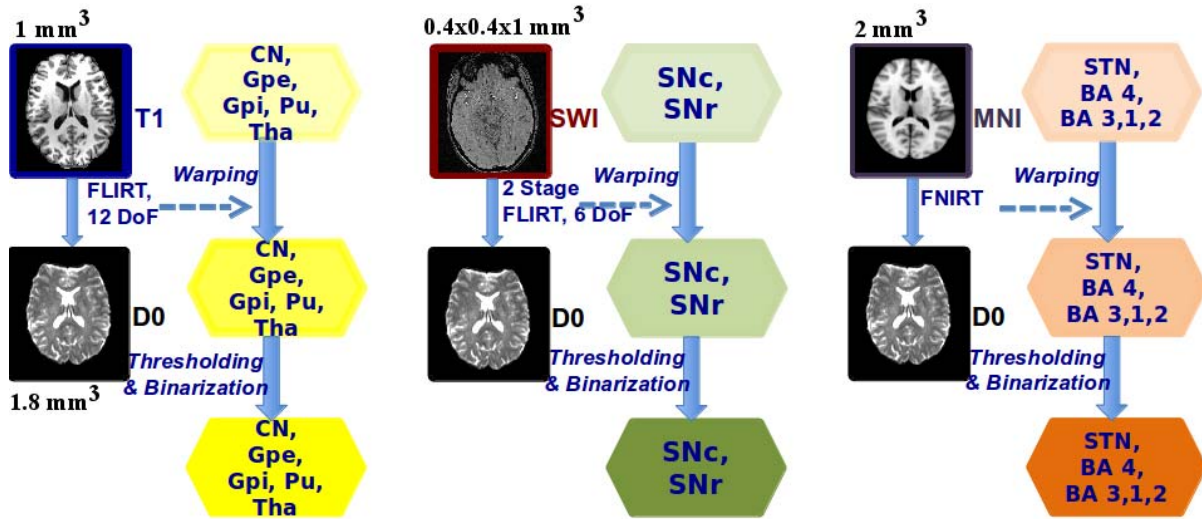 1 mm³
T1
CN,
Gpe,
Gpi, Pu,
Tha
FLIRT,
12 DoF
Warping
D0
1.8 mm³
CN,
Gpe,
Gpi, Pu,
Tha
Thresholding
& Binarization
CN,
Gpe,
Gpi, Pu,
Tha
0.4x0.4x1 mm³
SWI
SNc,
SNr
2 Stage
FLIRT, 6 DoF
Warping
D0
SNc,
SNr
Thresholding
& Binarization
SNc,
SNr
2 mm³
MNI
STN,
BA 4,
BA 3,1,2
FNIRT
Warping
D0
STN,
BA 4,
BA 3,1,2
Thresholding
& Binarization
STN,
BA 4,
BA 3,1,2